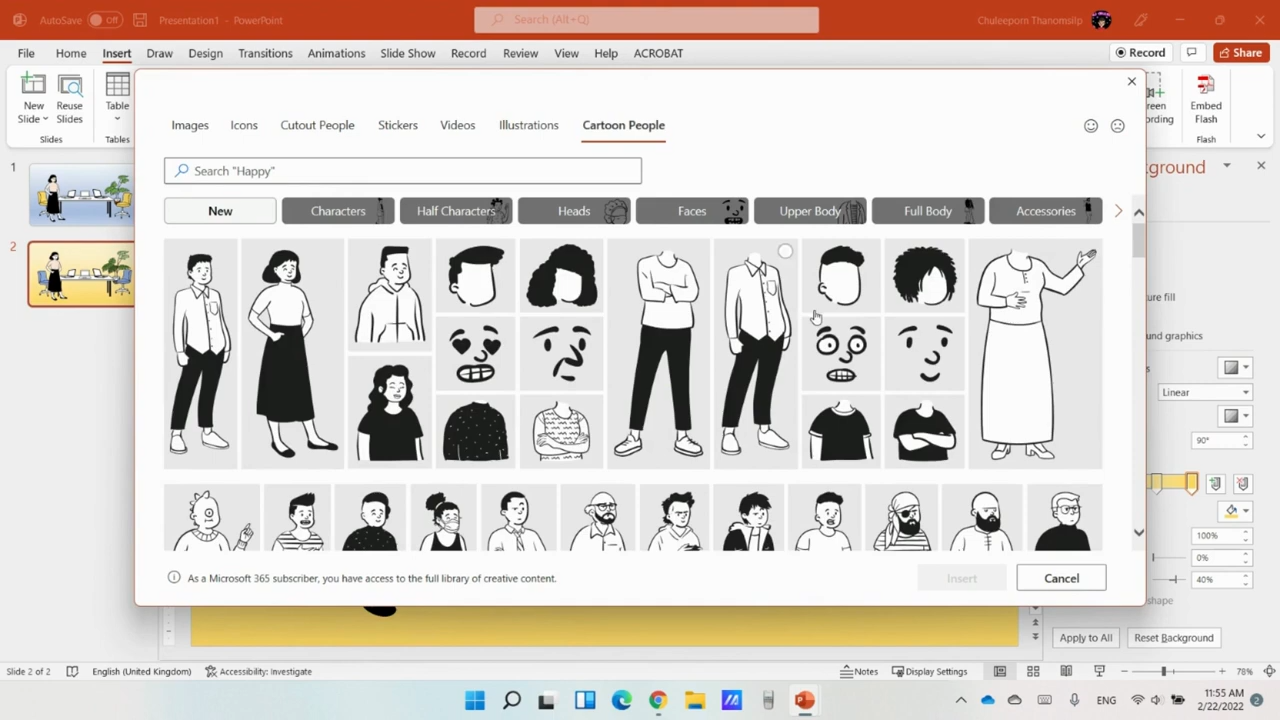 AutoSave Off Presentation1 - PowerPoint Search (Alt+Q) Chuleeporn Thanomsilp
File Home Insert Draw Design Transitions Animations Slide Show Record Review View Help ACROBAT Record Share
New Slide Reuse Slides Table Embed Flash
Slides Tables Flash
Images Icons Cutout People Stickers Videos Illustrations Cartoon People
Search "Happy"
New Characters Half Characters Heads Faces Upper Body Full Body Accessories
1
2
Linear
90°
100%
0%
40%
As a Microsoft 365 subscriber, you have access to the full library of creative content.
Insert Cancel
Apply to All Reset Background
Slide 2 of 2 English (United Kingdom) Accessibility: Investigate Notes Display Settings 78%
ENG 11:55 AM
2/22/2022 2